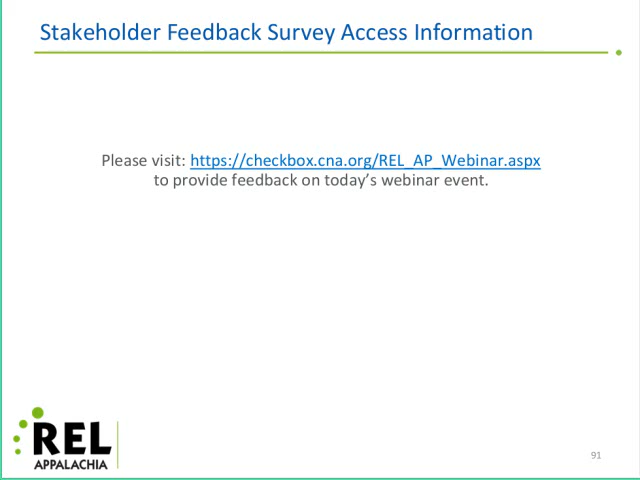 Stakeholder Feedback Survey Access Information
Please visit: https://checkbox.cna.org/REL_AP_Webinar.aspx
to provide feedback on today’s webinar event.
REL
APPALACHIA
91